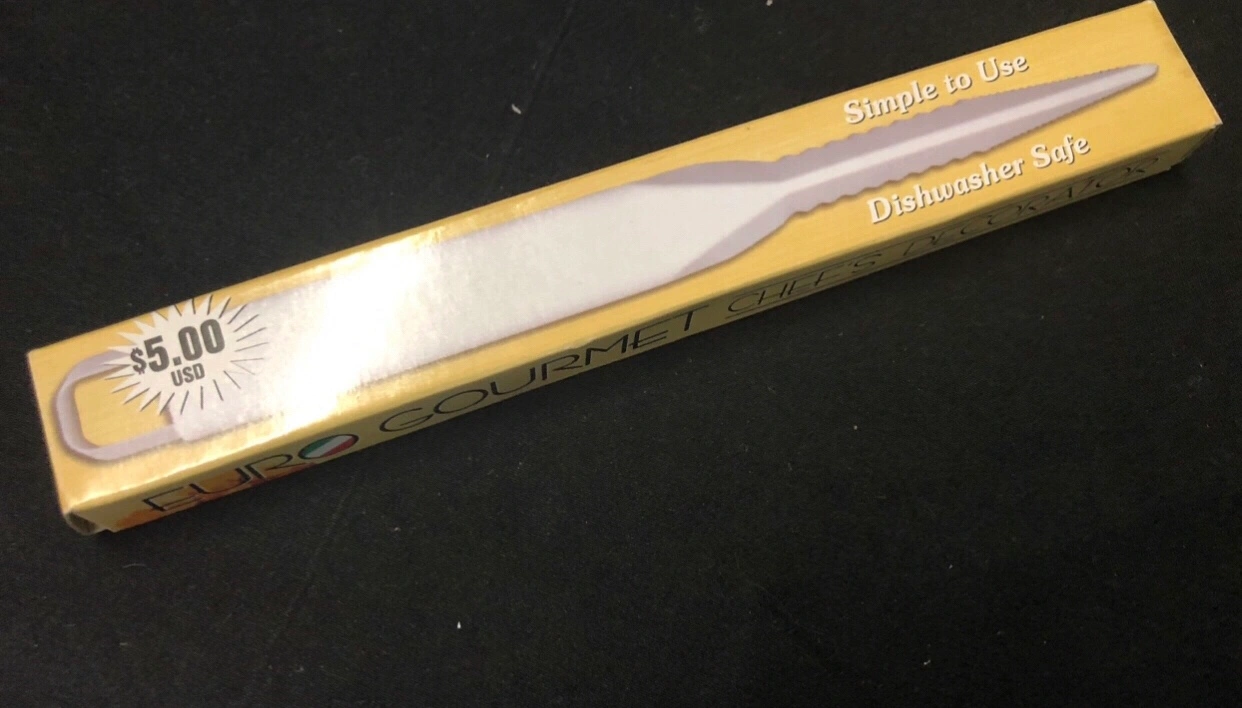 Simple to Use
Dishwasher Safe
$5.00
USD
EURO GOURMET CHEF'S DECORATOR